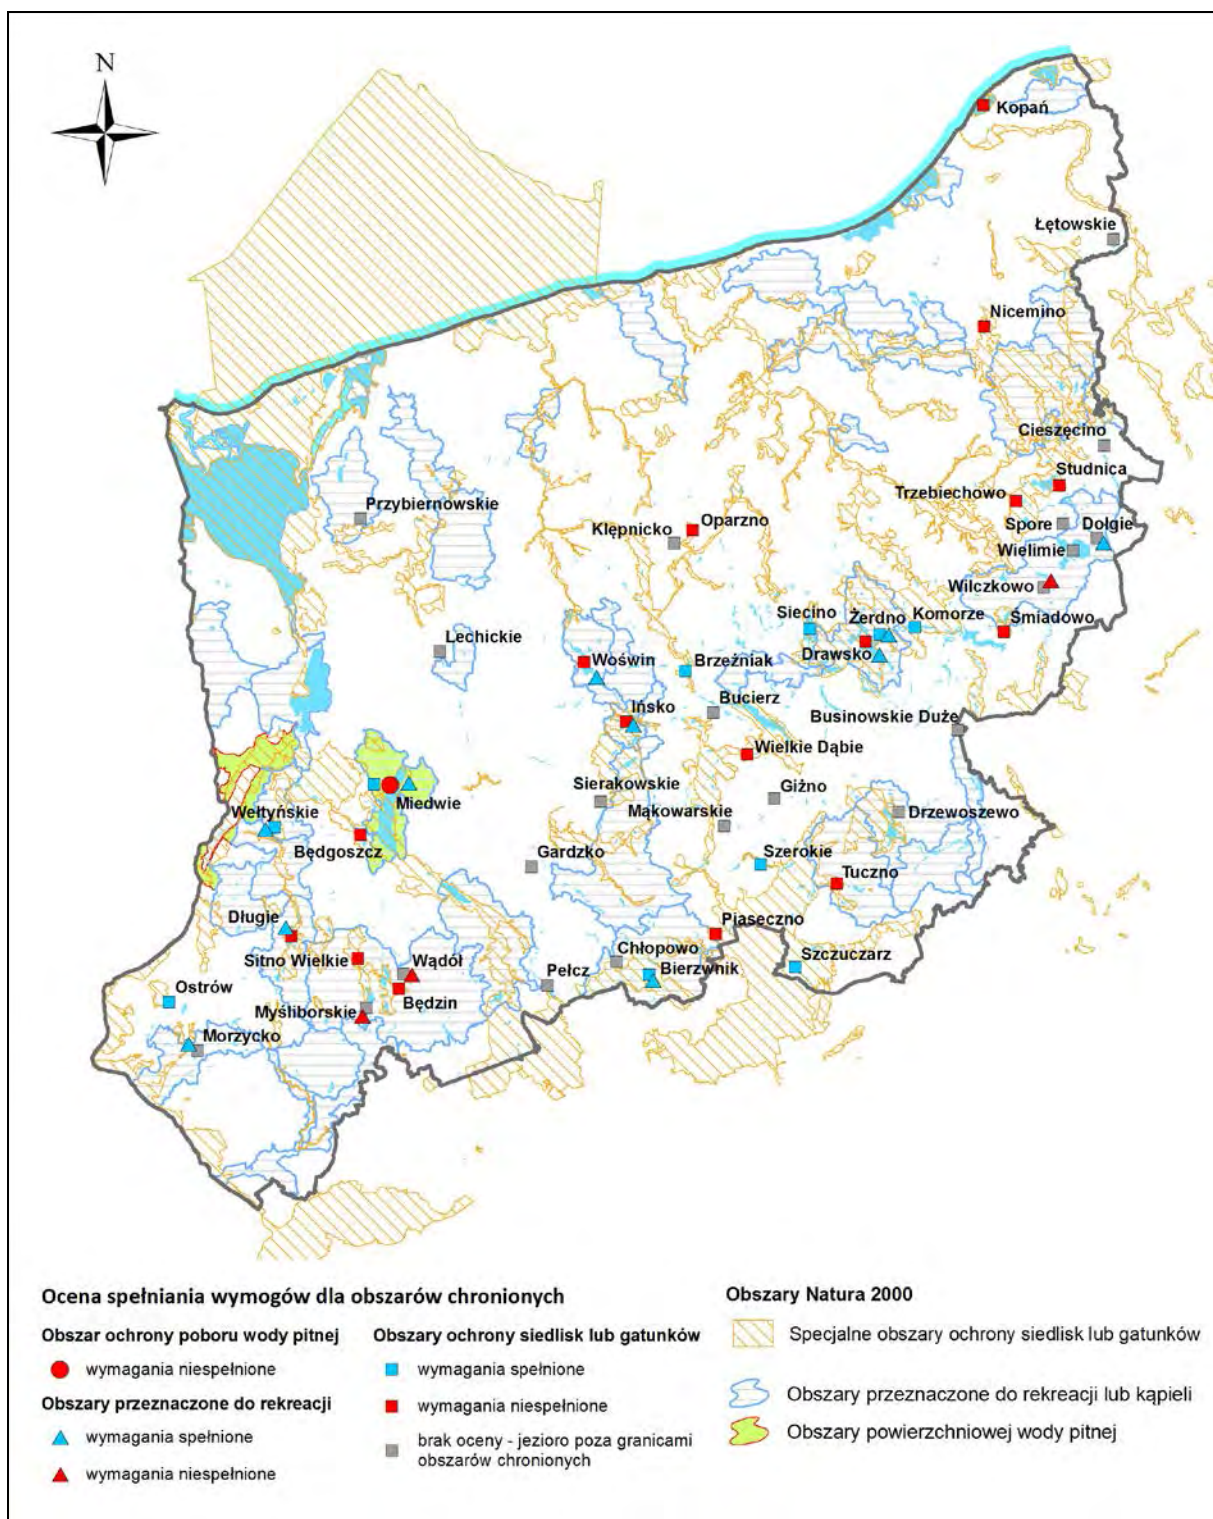 N
Kopań
Łętowskie
Nicemino
Cieszęcino
Studnica
Trzebiechowo
Przybiernowskie
Oparzno
Spore
Dołgie
Klępnicko
Wielimie
Wilczkowo
Siecino
Żerdno
Komorze
Śmiadowo
Lechickie
Drawsko
Woświn
Brzeźniak
Ińsko
Bucierz
Businowskie Duże
Wielkie Dąbie
Sierakowskie
Giżno
Miedwie
Wełtyńskie
Mąkowarskie
Drzewoszewo
Będgoszcz
Gardzko
Szerokie
Tuczno
Długie
Piaseczno
Chłopowo
Sitno Wielkie
Wądół
Bierzwnik
Szczuczarz
Pełcz
Ostrów
Będzin
Myśliborskie
Morzycko
Ocena spełniania wymogów dla obszarów chronionych
Obszar ochrony poboru wody pitnej
wymagania niespełnione
Obszary przeznaczone do rekreacji
wymagania spełnione
wymagania niespełnione
Obszary ochrony siedlisk lub gatunków
wymagania spełnione
wymagania niespełnione
brak oceny - jezioro poza granicami
obszarów chronionych
Obszary Natura 2000
Specjalne obszary ochrony siedlisk lub gatunków
Obszary przeznaczone do rekreacji lub kąpieli
Obszary powierzchniowej wody pitnej